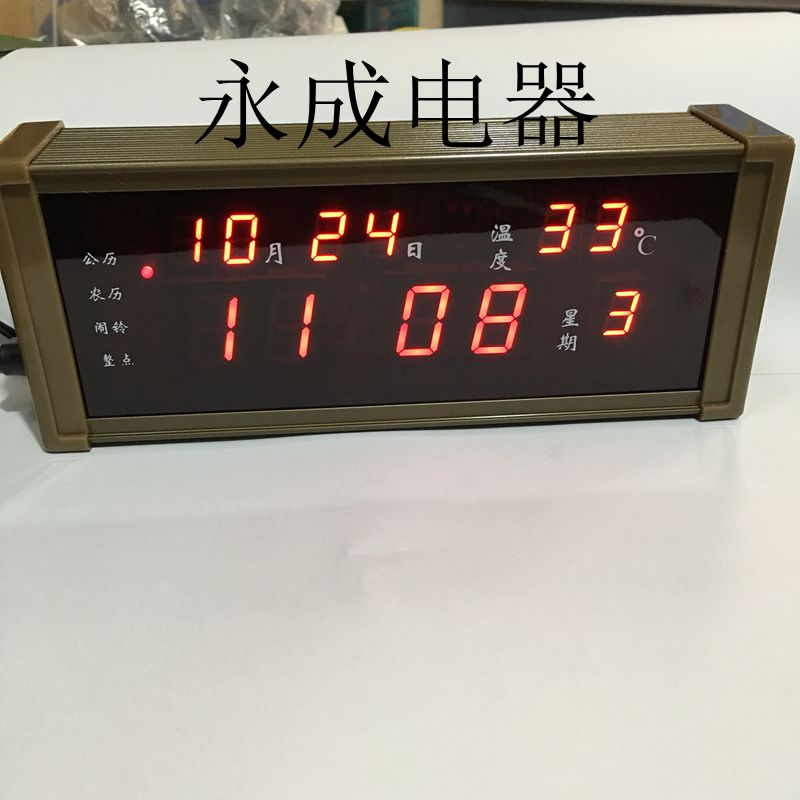 永成电器
公历 10月24日 温度 33℃
农历
闹铃 11 08 星期 3
整点